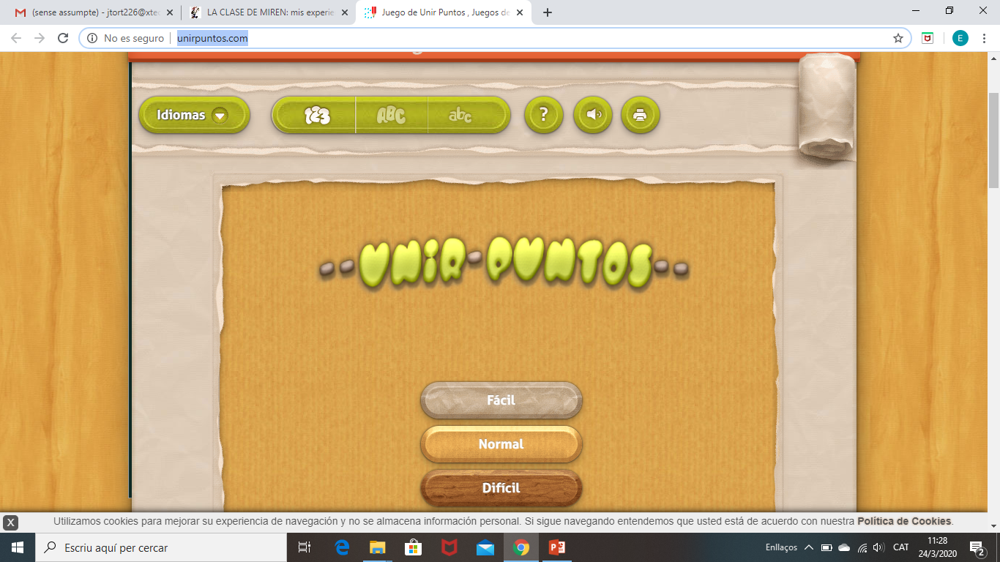 (sense assumpte) - jtort226@xtec
LA CLASE DE MIREN: mis experie
Juego de Unir Puntos , Juegos de
No es seguro
unirpuntos.com
E
Idiomas
123
ABC
abc
?
UNIR PUNTOS
Fácil
Normal
Difícil
X
Utilizamos cookies para mejorar su experiencia de navegación y no se almacena información personal. Si sigue navegando entendemos que usted está de acuerdo con nuestra Política de Cookies.
Escriu aquí per cercar
Enllaços
CAT
11:28
24/3/2020
2